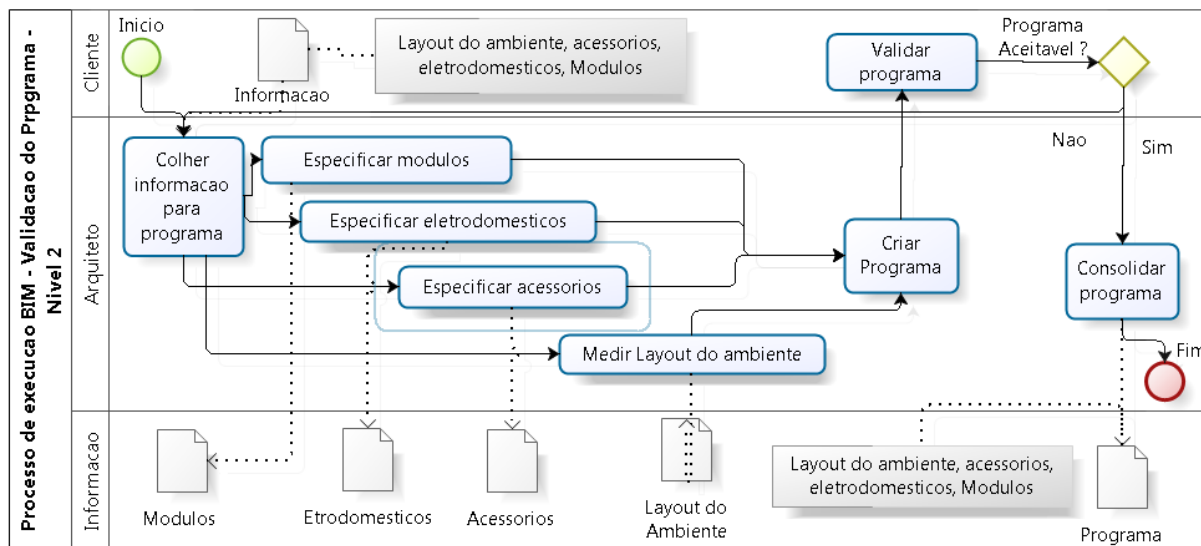 Processo de execucao BIM - Validacao do Prpgrama -
Nivel 2
Cliente
Inicio
Informacao
Layout do ambiente, acessorios,
eletrodomesticos, Modulos
Validar
programa
Programa
Aceitavel ?
Nao
Sim
Arquiteto
Colher
informacao
para
programa
Especificar modulos
Especificar eletrodomesticos
Especificar acessorios
Medir Layout do ambiente
Criar
Programa
Consolidar
programa
Fim
Informacao
Modulos
Etrodomesticos
Acessorios
Layout do
Ambiente
Layout do ambiente, acessorios,
eletrodomesticos, Modulos
Programa